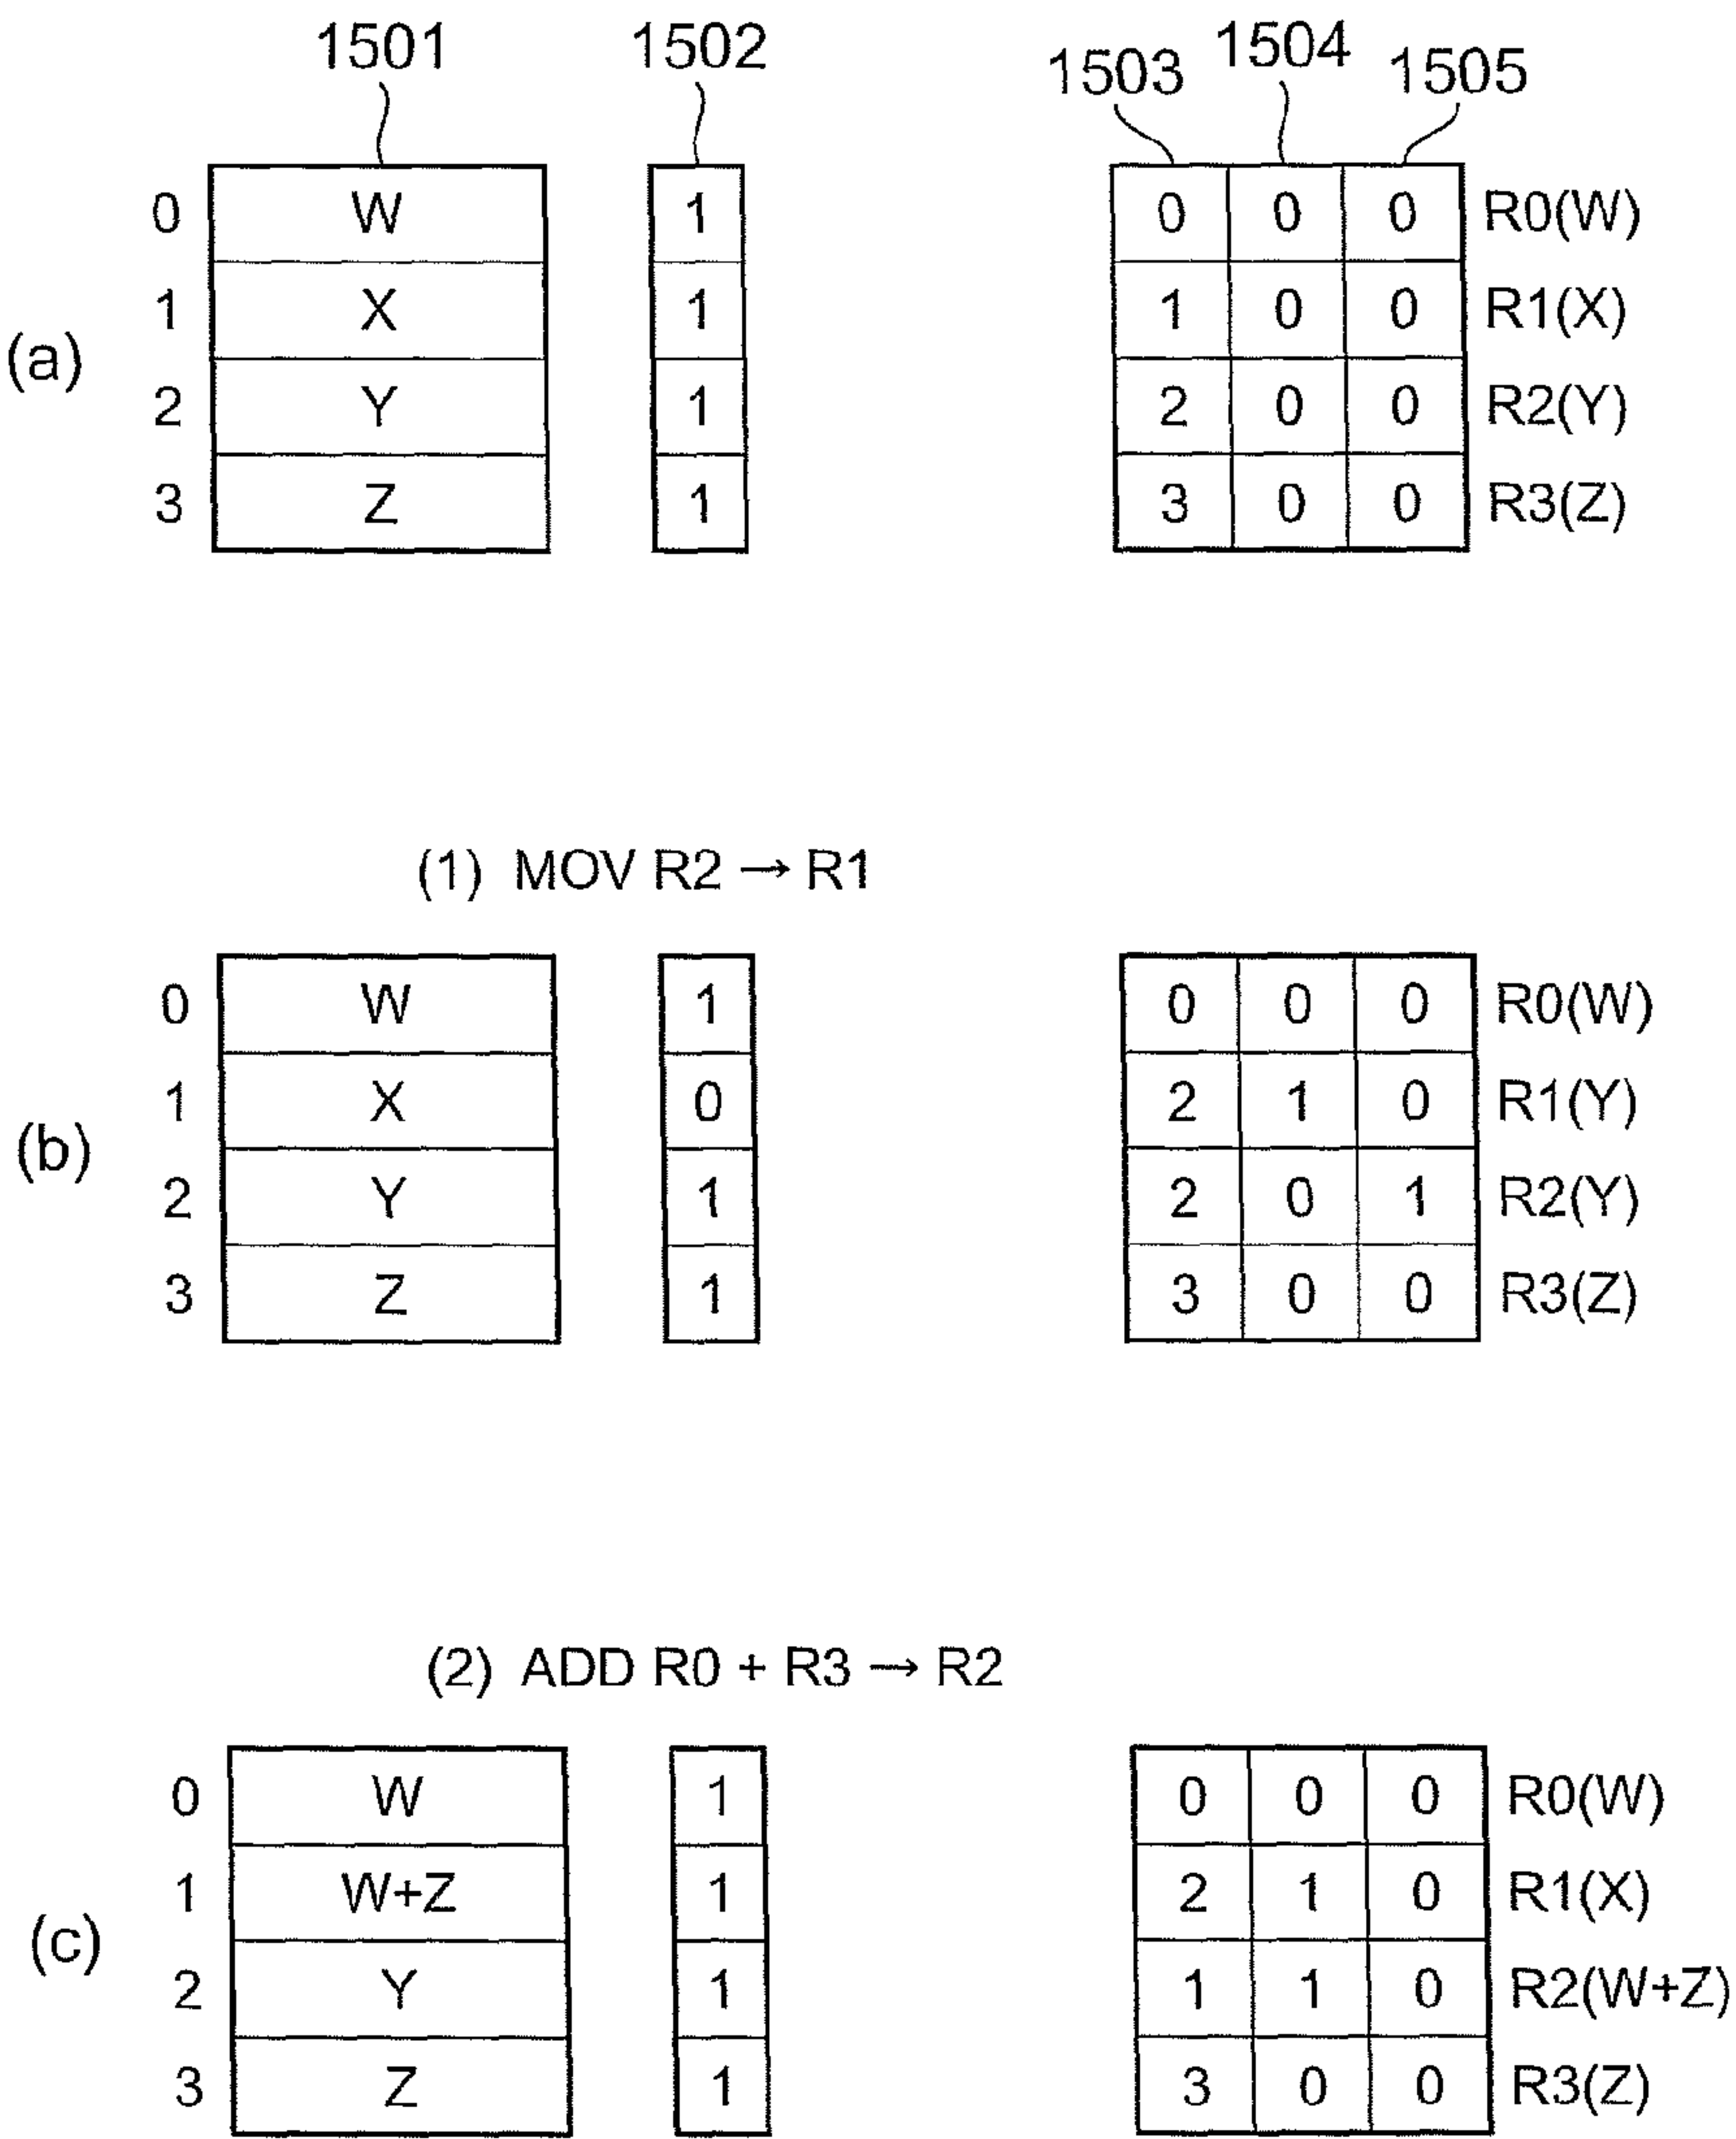 1501 1502 1503 1504 1505
0 W 1 0 0 0 R0(W)
1 X 1 1 0 0 R1(X)
(a)
2 Y 1 2 0 0 R2(Y)
3 Z 1 3 0 0 R3(Z)
(1) MOV R2 → R1
0 W 1 0 0 0 R0(W)
1 X 0 2 1 0 R1(Y)
(b)
2 Y 1 2 0 1 R2(Y)
3 Z 1 3 0 0 R3(Z)
(2) ADD R0 + R3 → R2
0 W 1 0 0 0 R0(W)
1 W+Z 1 2 1 0 R1(X)
(c)
2 Y 1 1 1 0 R2(W+Z)
3 Z 1 3 0 0 R3(Z)